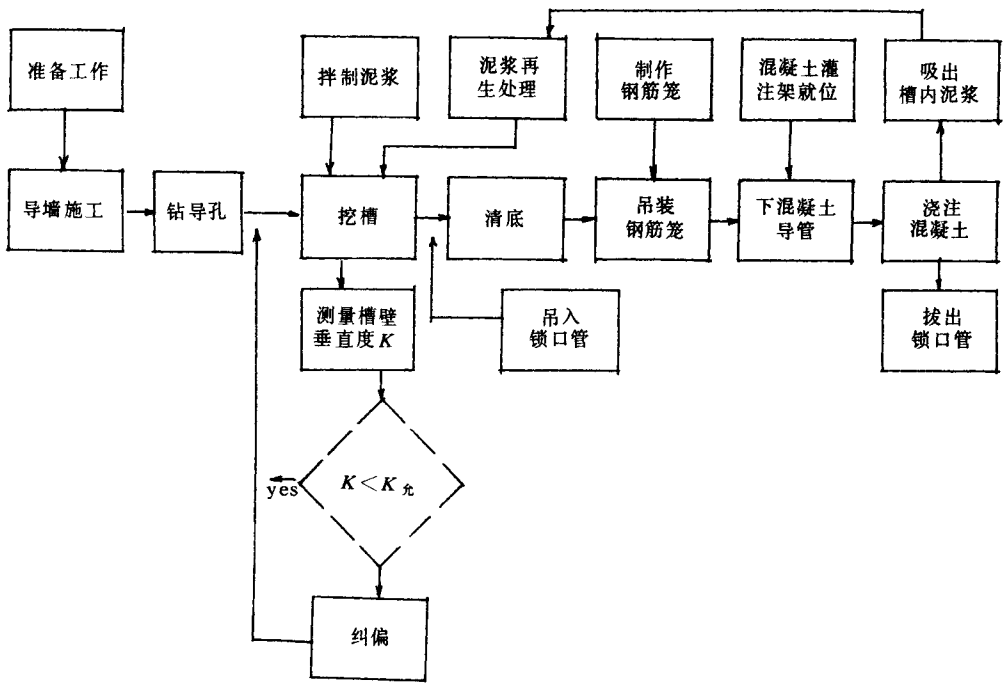 准备工作
拌制泥浆
泥浆再
生处理
制作
钢筋笼
混凝土灌
注架就位
吸出
槽内泥浆
导墙施工
钻导孔
挖槽
清底
吊装
钢筋笼
下混凝土
导管
浇注
混凝土
测量槽壁
垂直度K
吊入
锁口管
拔出
锁口管
K<K允
yes
纠偏